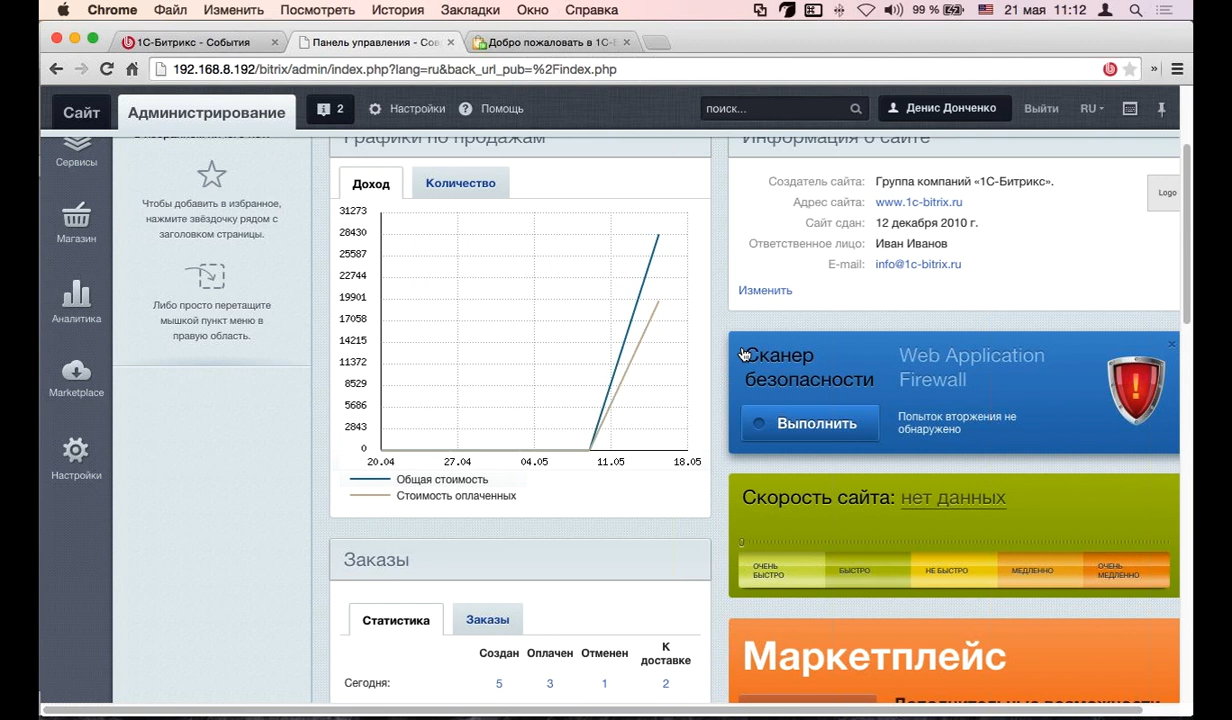 Chrome Файл Изменить Посмотреть История Закладки Окно Справка 99 % 21 мая 11:12
1С-Битрикс - События × Панель управления - Сов × Добро пожаловать в 1С-Б ×
192.168.8.192/bitrix/admin/index.php?lang=ru&back_url_pub=%2Findex.php »
Сайт Администрирование 2 Настройки Помощь поиск... Денис Донченко Выйти RU
Сервисы
Чтобы добавить в избранное,
нажмите звёздочку рядом с
заголовком страницы.
Либо просто перетащите
мышкой пункт меню в
правую область.
Магазин
Аналитика
Marketplace
Настройки
Графики по продажам
Доход Количество
31273
28430
25587
22744
19901
17058
14215
11372
8529
5686
2843
0
20.04 27.04 04.05 11.05 18.05
Общая стоимость
Стоимость оплаченных
Заказы
Статистика Заказы
Создан Оплачен Отменен К доставке
Сегодня: 5 3 1 2
Информация о сайте
Создатель сайта: Группа компаний «1С-Битрикс».
Адрес сайта: www.1c-bitrix.ru
Сайт сдан: 12 декабря 2010 г.
Ответственное лицо: Иван Иванов
E-mail: info@1c-bitrix.ru
Logo
Изменить
Сканер
безопасности
Выполнить
Web Application
Firewall
Попыток вторжения не
обнаружено
Скорость сайта: нет данных
0
ОЧЕНЬ БЫСТРО БЫСТРО НЕ БЫСТРО МЕДЛЕННО ОЧЕНЬ МЕДЛЕННО
Маркетплейс